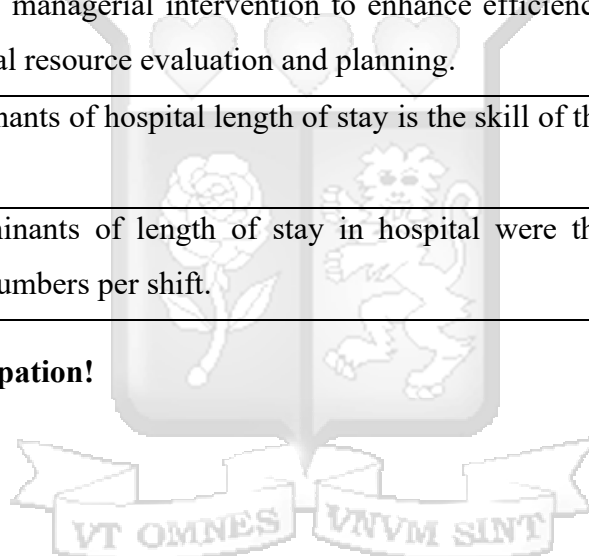 managerial intervention to enhance efficienc
al resource evaluation and planning.
nants of hospital length of stay is the skill of th
ninants of length of stay in hospital were th
umbers per shift.
pation!
VT OMNES VNVM SINT